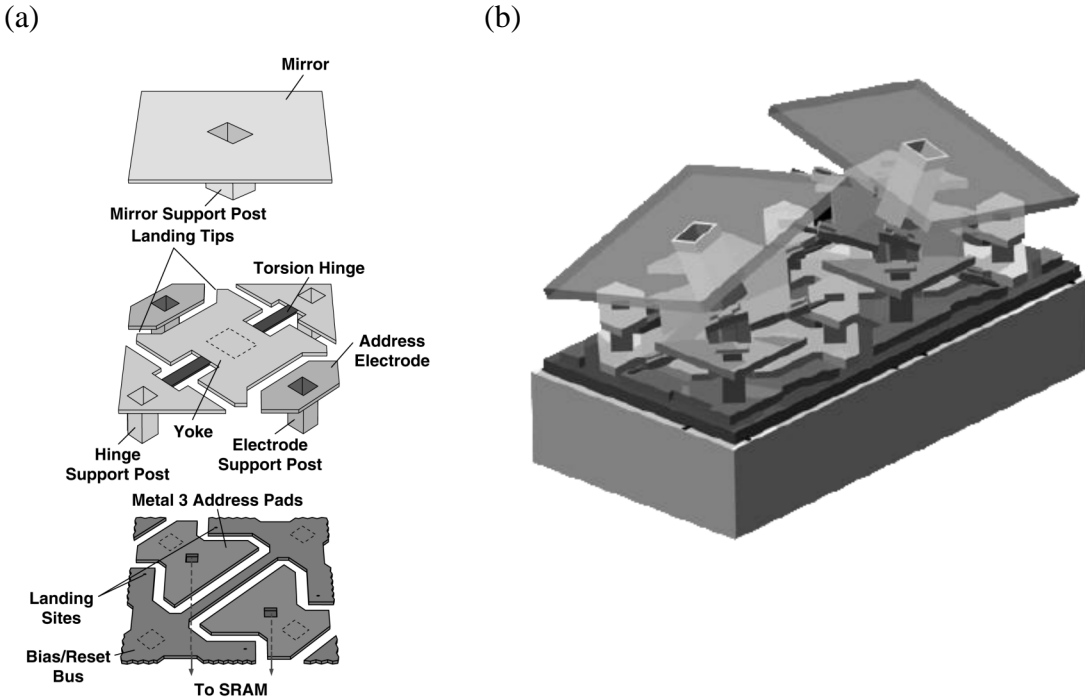 (a)
(b)
Mirror
Mirror Support Post
Landing Tips
Torsion Hinge
Address
Electrode
Yoke
Hinge
Support Post
Electrode
Support Post
Metal 3 Address Pads
Landing
Sites
Bias/Reset
Bus
To SRAM